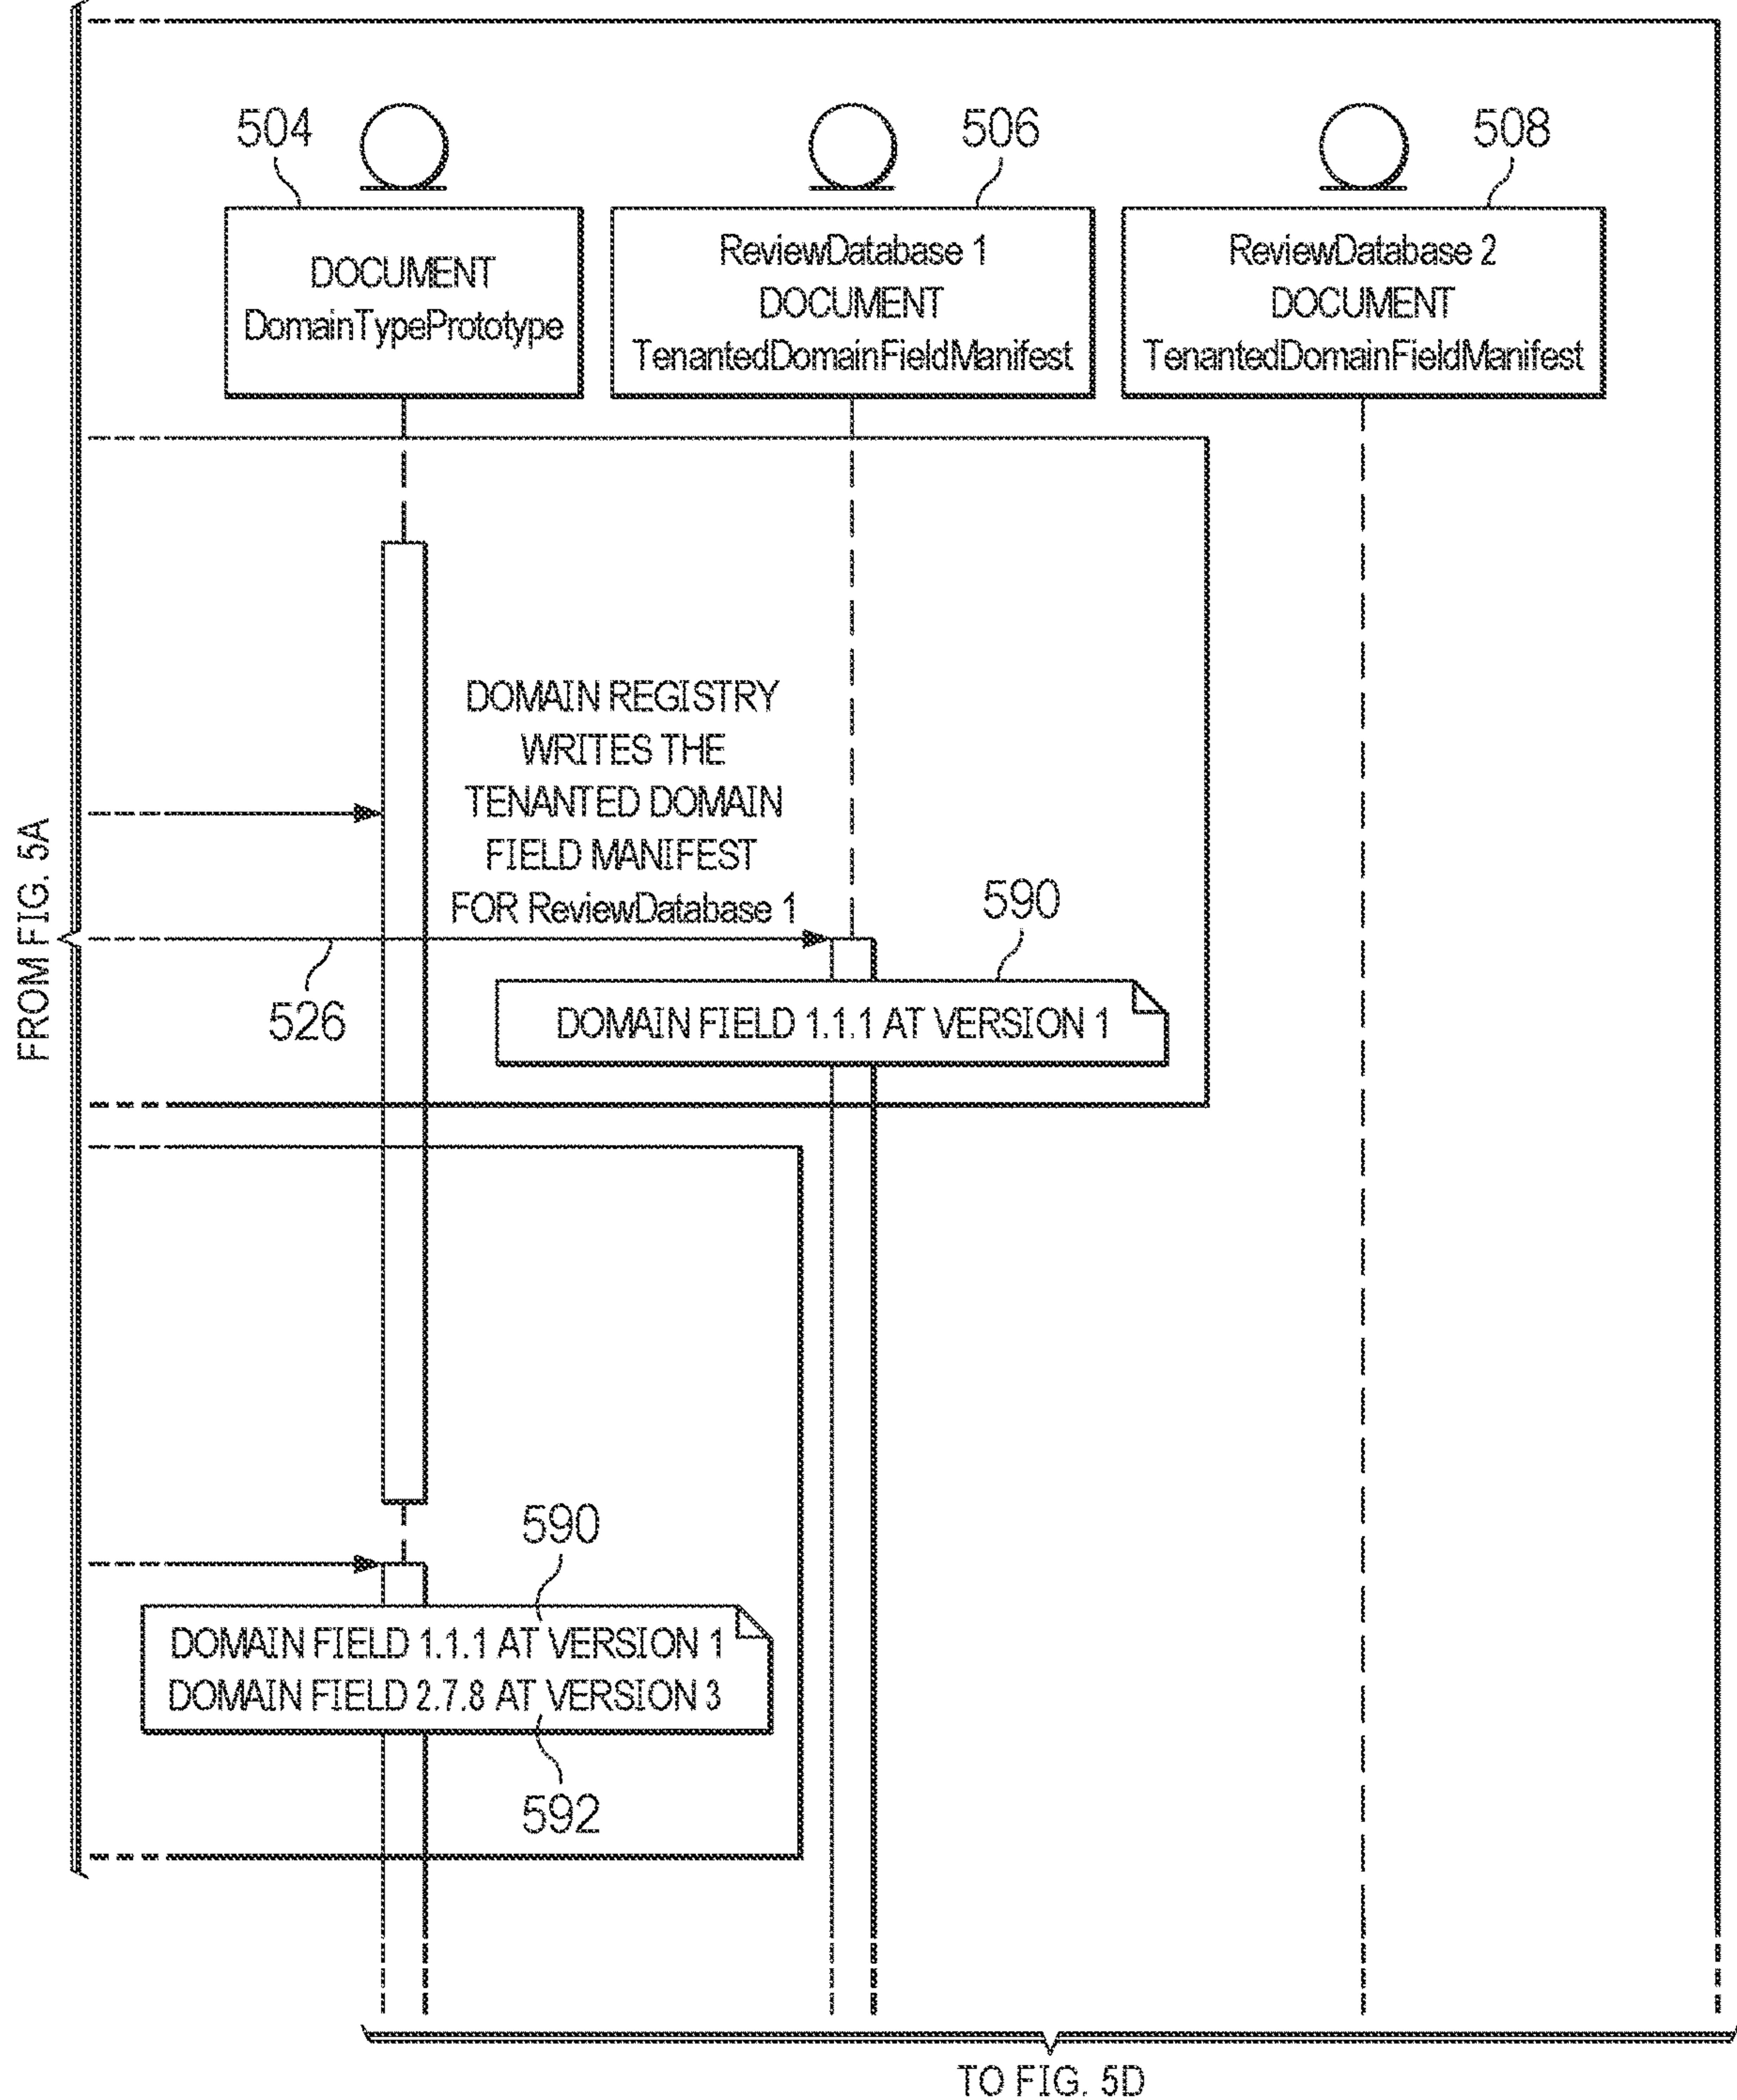 504
506
508
DOCUMENT
DomainTypePrototype
ReviewDatabase 1
DOCUMENT
TenantedDomainFieldManifest
ReviewDatabase 2
DOCUMENT
TenantedDomainFieldManifest
DOMAIN REGISTRY
WRITES THE
TENANTED DOMAIN
FIELD MANIFEST
FOR ReviewDatabase 1
FROM FIG. 5A
526
590
DOMAIN FIELD 1.1.1 AT VERSION 1
590
DOMAIN FIELD 1.1.1 AT VERSION 1
DOMAIN FIELD 2.7.8 AT VERSION 3
592
TO FIG. 5D